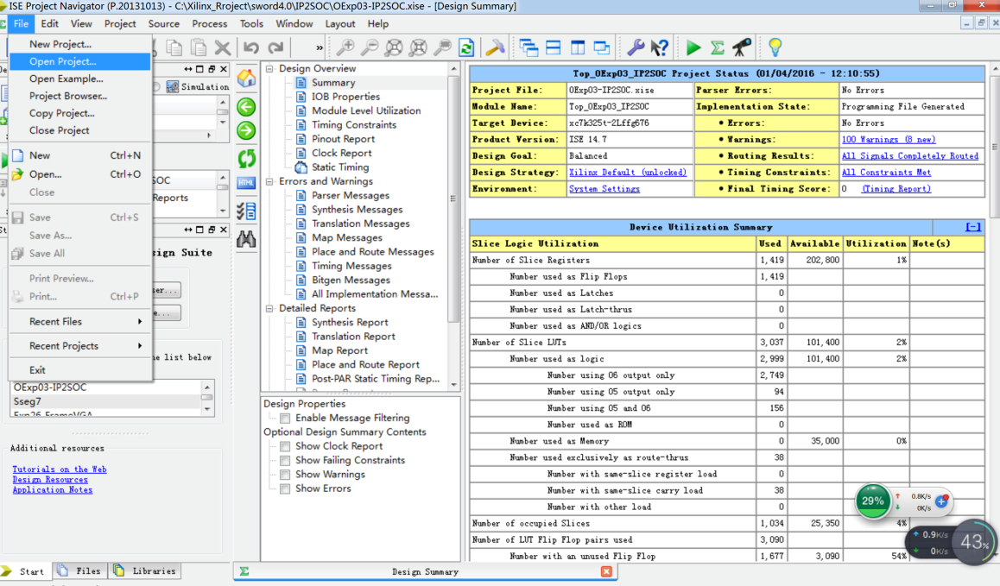 ISE Project Navigator (P.20131013) - C:\Xilinx_Rroject\sword4.0\IP2SOC\OExp03-IP2SOC.xise - [Design Summary]
File Edit View Project Source Process Tools Window Layout Help
New Project...
Open Project...
Open Example...
Project Browser...
Copy Project...
Close Project
New Ctrl+N
Open... Ctrl+O
Close
Save Ctrl+S
Save As...
Save All
Print Preview...
Print... Ctrl+P
Recent Files
Recent Projects
Exit
»
Simulation
SOC
Reports
sign Suite
list below
OExp03-IP2SOC
Sseg7
Exp26_FrameVGA
Additional resources
Tutorials on the Web
Design Resources
Application Notes
Start Files Libraries
HTML
Design Overview
Summary
IOB Properties
Module Level Utilization
Timing Constraints
Pinout Report
Clock Report
Static Timing
Errors and Warnings
Parser Messages
Synthesis Messages
Translation Messages
Map Messages
Place and Route Messages
Timing Messages
Bitgen Messages
All Implementation Messa...
Detailed Reports
Synthesis Report
Translation Report
Map Report
Place and Route Report
Post-PAR Static Timing Rep...
Design Properties
Enable Message Filtering
Optional Design Summary Contents
Show Clock Report
Show Failing Constraints
Show Warnings
Show Errors
Design Summary
Top_OExp03_IP2SOC Project Status (01/04/2016 - 12:10:55)
Project File: OExp03-IP2SOC.xise Parser Errors: No Errors
Module Name: Top_OExp03_IP2SOC Implementation State: Programming File Generated
Target Device: xc7k325t-2Lffg676 • Errors: No Errors
Product Version: ISE 14.7 • Warnings: 100 Warnings (8 new)
Design Goal: Balanced • Routing Results: All Signals Completely Routed
Design Strategy: Xilinx Default (unlocked) • Timing Constraints: All Constraints Met
Environment: System Settings • Final Timing Score: 0 (Timing Report)
Device Utilization Summary [-]
Slice Logic Utilization Used Available Utilization Note(s)
Number of Slice Registers 1,419 202,800 1%
Number used as Flip Flops 1,419
Number used as Latches 0
Number used as Latch-thrus 0
Number used as AND/OR logics 0
Number of Slice LUTs 3,037 101,400 2%
Number used as logic 2,999 101,400 2%
Number using O6 output only 2,749
Number using O5 output only 94
Number using O5 and O6 156
Number used as ROM 0
Number used as Memory 0 35,000 0%
Number used exclusively as route-thrus 38
Number with same-slice register load 0
Number with same-slice carry load 38
Number with other load 0
Number of occupied Slices 1,034 25,350 4%
Number of LUT Flip Flop pairs used 3,090
Number with an unused Flip Flop 1,677 3,090 54%
29%
0.8K/s
0K/s
0.9K/s
0K/s
43%